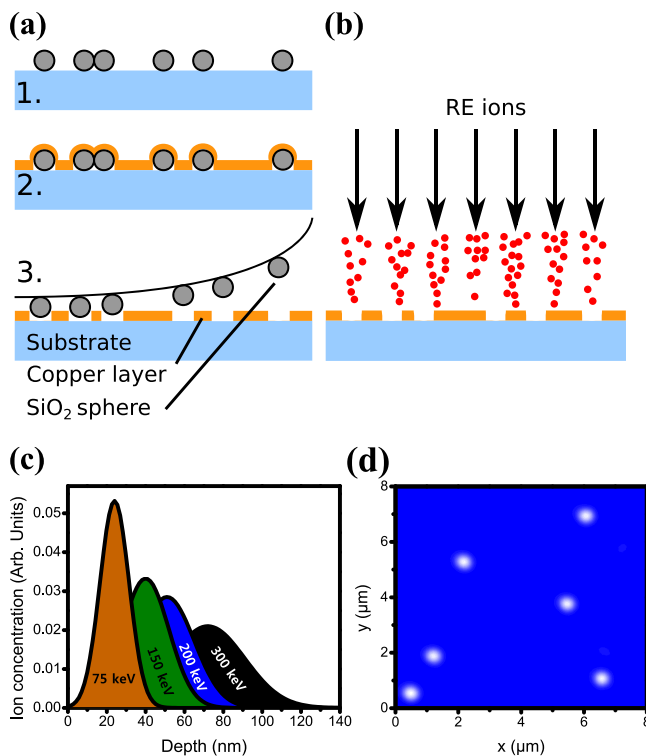 (a)
1.
2.
3.
Substrate
Copper layer
SiO₂ sphere
(b)
RE ions
(c)
Ion concentration (Arb. Units)
0.05
0.04
0.03
0.02
0.01
0.00
75 keV
150 keV
200 keV
300 keV
0 20 40 60 80 100 120 140
Depth (nm)
(d)
y (μm)
8
6
4
2
0
0 2 4 6 8
x (μm)